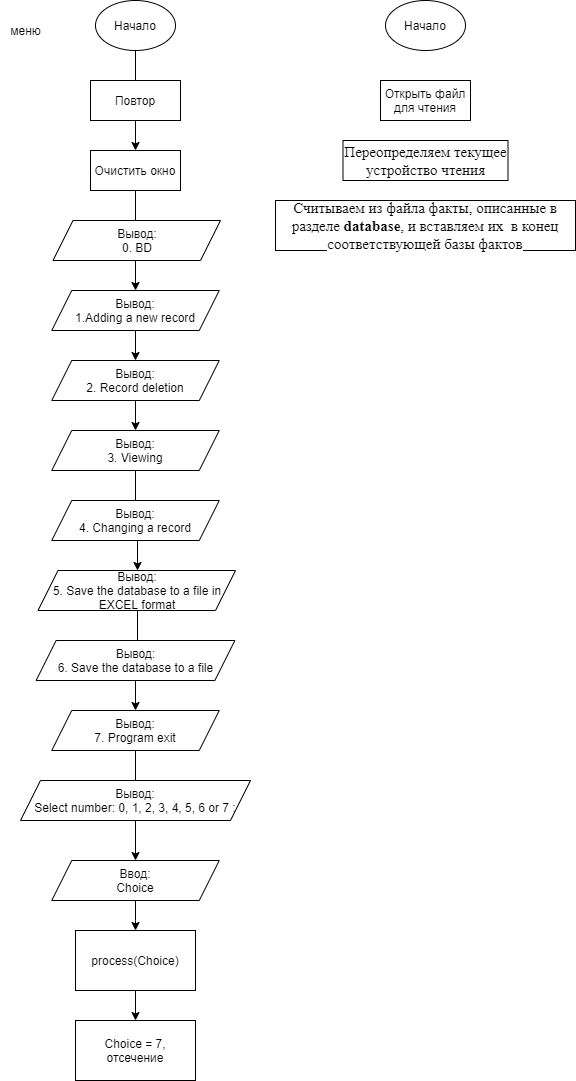 меню
Начало
Повтор
Очистить окно
Вывод:
0. BD
Вывод:
1.Adding a new record
Вывод:
2. Record deletion
Вывод:
3. Viewing
Вывод:
4. Changing a record
Вывод:
5. Save the database to a file in
EXCEL format
Вывод:
6. Save the database to a file
Вывод:
7. Program exit
Вывод:
Select number: 0, 1, 2, 3, 4, 5, 6 or 7 :
Ввод:
Choice
process(Choice)
Choice = 7,
отсечение
Начало
Открыть файл
для чтения
Переопределяем текущее
устройство чтения
Считываем из файла факты, описанные в
разделе database, и вставляем их в конец
__соответствующей базы фактов________